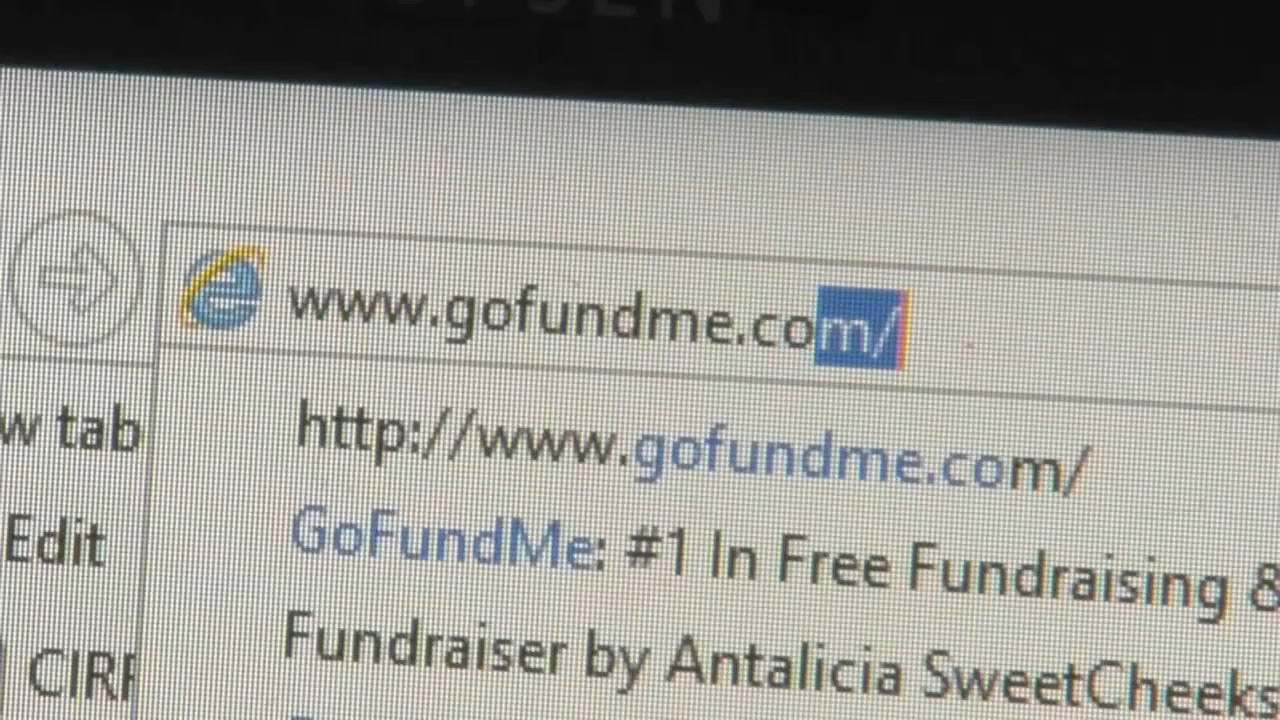 www.gofundme.com/
w tab
http://www.gofundme.com/
Edit
GoFundMe: #1 In Free Fundraising &
Fundraiser by Antalicia SweetCheeks